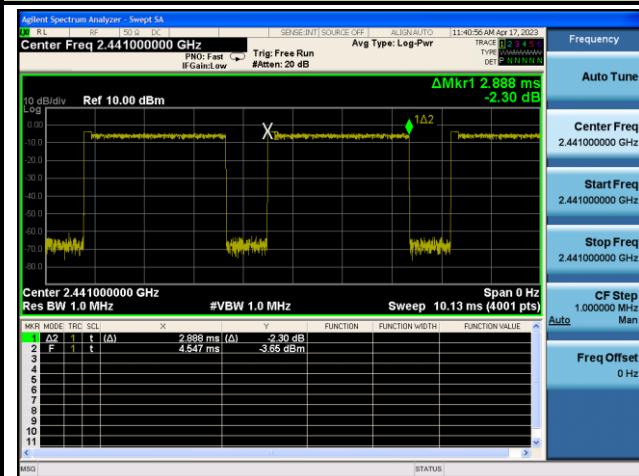 Agilent Spectrum Analyzer - Swept SA
RL RF 50 Ω DC SENSE:INT SOURCE OFF ALIGN AUTO 11:40:56 AM Apr 17, 2023
Center Freq 2.441000000 GHz
PNO: Fast
IFGain:Low
Trig: Free Run
#Atten: 20 dB
Avg Type: Log-Pwr
TRACE 1 2 3 4 5 6
TYPE
DET P N N N N N
ΔMkr1 2.888 ms
-2.30 dB
10 dB/div Ref 10.00 dBm
Log
0.00
-10.0
-20.0
-30.0
-40.0
-50.0
-60.0
-70.0
-80.0
X
1Δ2
Center 2.441000000 GHz Span 0 Hz
Res BW 1.0 MHz #VBW 1.0 MHz Sweep 10.13 ms (4001 pts)
MKR MODE TRC SCL X Y FUNCTION FUNCTION WIDTH FUNCTION VALUE
1 Δ2 1 t (Δ) 2.888 ms (Δ) -2.30 dB
2 F 1 t 4.547 ms -3.65 dBm
3
4
5
6
7
8
9
10
11
MSG STATUS
Frequency
Auto Tune
Center Freq
2.441000000 GHz
Start Freq
2.441000000 GHz
Stop Freq
2.441000000 GHz
CF Step
1.000000 MHz
Auto Man
Freq Offset
0 Hz